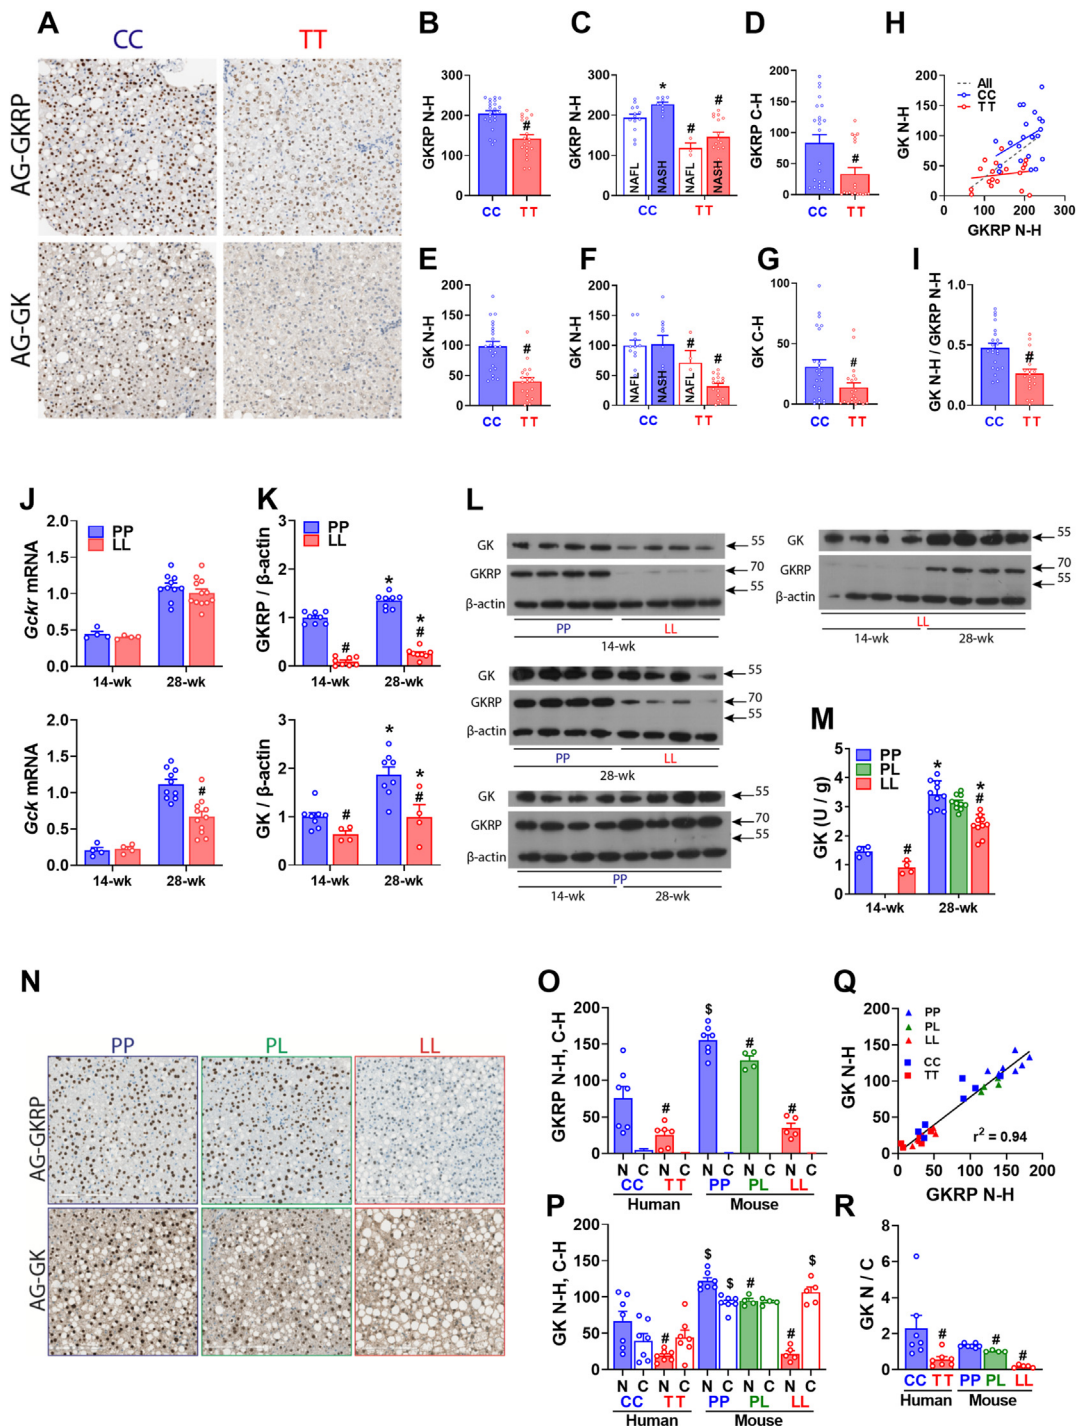 A
CC
TT
AG-GKRP
AG-GK
B
GKRP N-H
300
200
100
0
#
CC
TT
C
GKRP N-H
300
200
100
0
*
#
#
NAFL
NASH
NAFL
NASH
CC
TT
D
GKRP C-H
200
150
100
50
0
#
CC
TT
H
GK N-H
200
150
100
50
0
All
CC
TT
0
100
200
300
GKRP N-H
E
GK N-H
200
150
100
50
0
#
CC
TT
F
GK N-H
200
150
100
50
0
#
#
NAFL
NASH
NAFL
CC
TT
G
GK C-H
100
50
0
#
CC
TT
I
GK N-H / GKRP N-H
1.0
0.5
0.0
#
CC
TT
J
Gckr mRNA
2.0
1.5
1.0
0.5
0.0
PP
LL
14-wk
28-wk
Gck mRNA
2.0
1.5
1.0
0.5
0.0
#
14-wk
28-wk
K
GKRP / β-actin
3
2
1
0
PP
LL
#
*
*
#
14-wk
28-wk
GK / β-actin
3
2
1
0
#
*
*
#
14-wk
28-wk
L
GK
55
GKRP
70
55
β-actin
PP
LL
14-wk
GK
55
GKRP
70
55
β-actin
LL
14-wk
28-wk
GK
55
GKRP
70
55
β-actin
PP
LL
28-wk
GK
55
GKRP
70
55
β-actin
PP
14-wk
28-wk
M
GK (U / g)
6
4
2
0
PP
PL
LL
#
*
*
#
14-wk
28-wk
N
PP
PL
LL
AG-GKRP
AG-GK
O
GKRP N-H, C-H
200
150
100
50
0
#
$
#
#
N C N C N C N C N C
CC TT PP PL LL
Human Mouse
P
GK N-H, C-H
200
150
100
50
0
#
$
$
#
#
$
N C N C N C N C N C
CC TT PP PL LL
Human Mouse
Q
GK N-H
200
150
100
50
0
PP
PL
LL
CC
TT
r² = 0.94
0 50 100 150 200
GKRP N-H
R
GK N / C
8
6
4
2
0
#
#
#
CC TT PP PL LL
Human Mouse